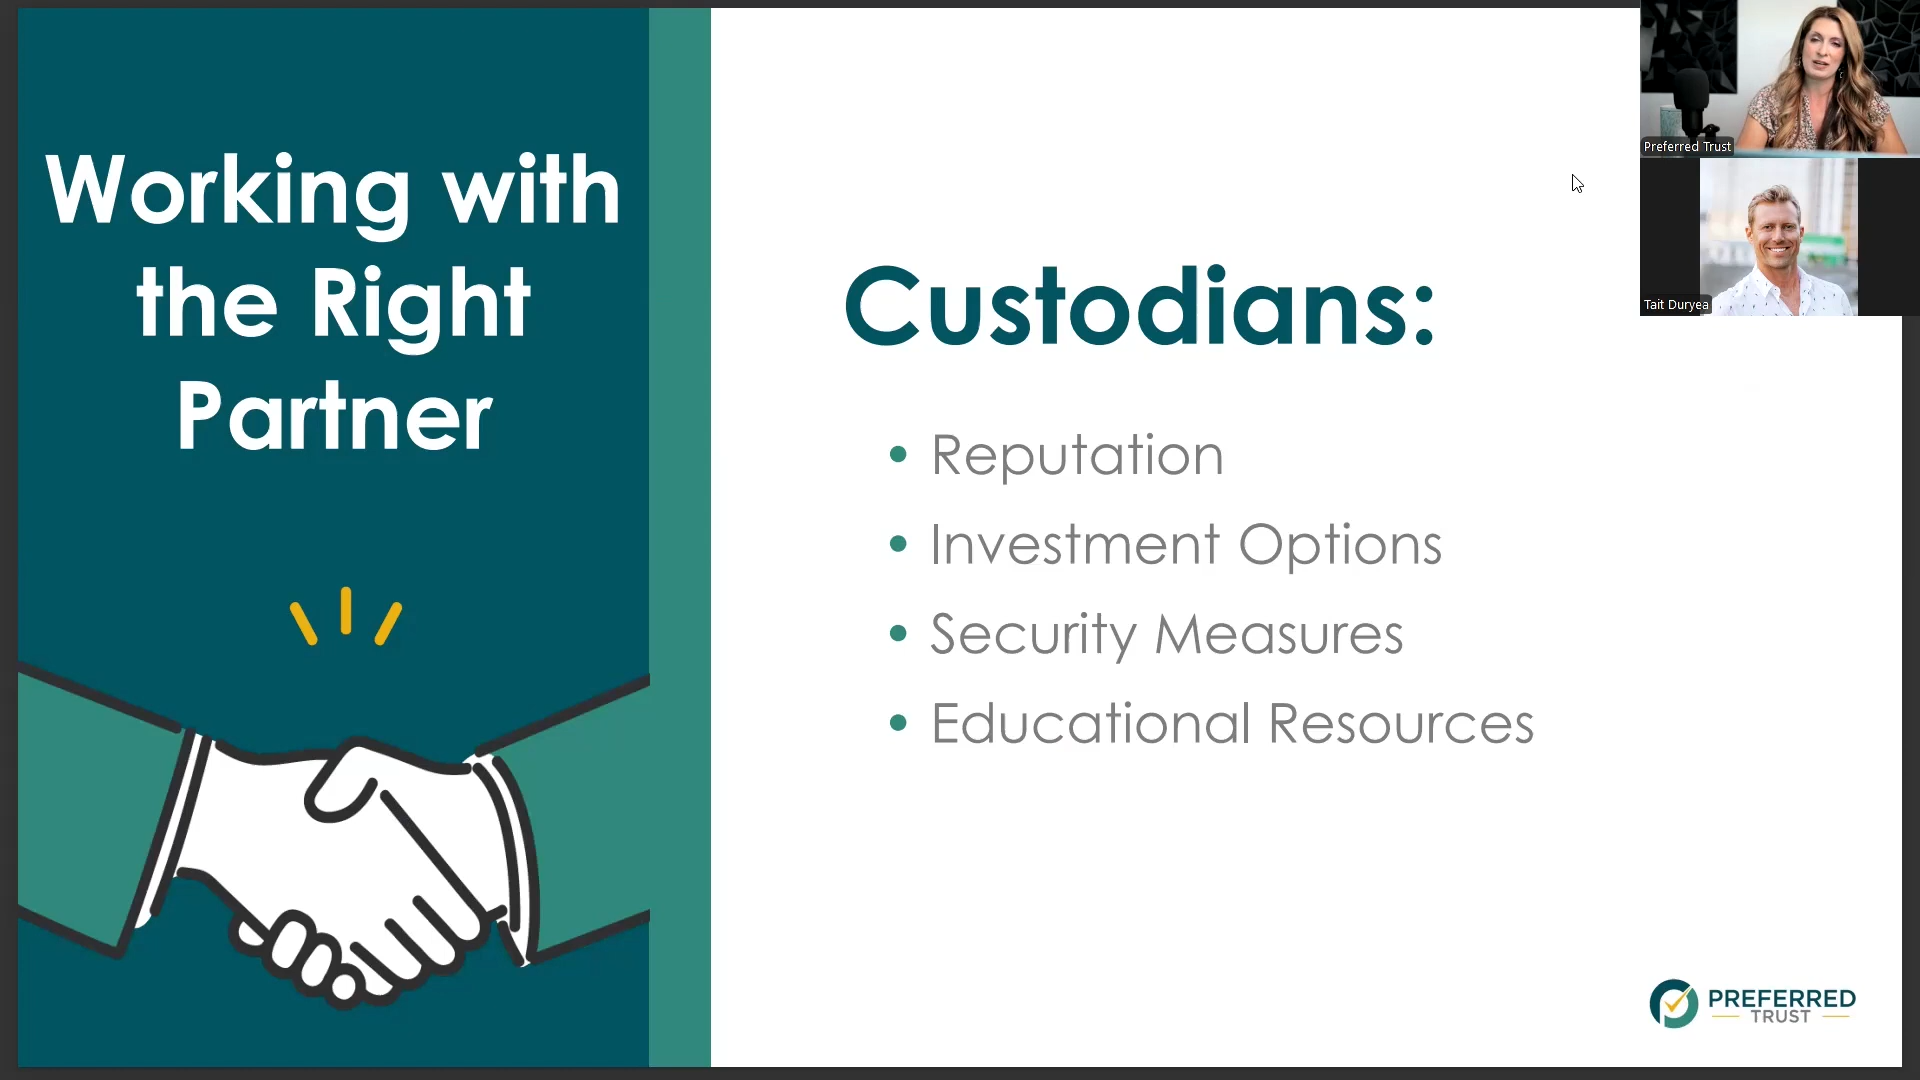 Working with
the Right
Partner
Custodians:
• Reputation
• Investment Options
• Security Measures
• Educational Resources
Preferred Trust
Tait Duryea
PREFERRED
TRUST